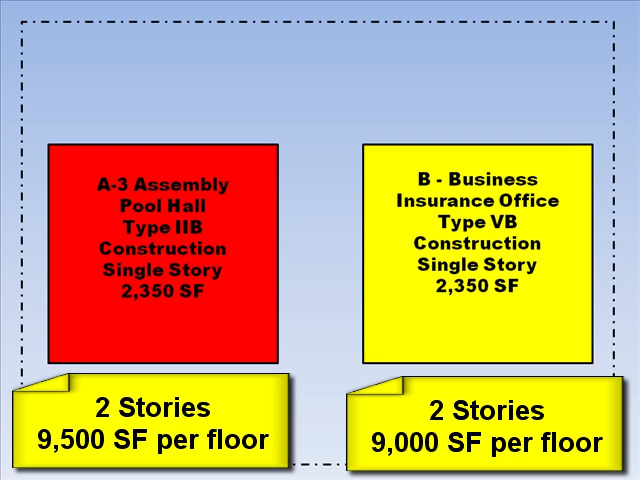 A-3 Assembly
Pool Hall
Type IIB
Construction
Single Story
2,350 SF
B - Business
Insurance Office
Type VB
Construction
Single Story
2,350 SF
2 Stories
9,500 SF per floor
2 Stories
9,000 SF per floor